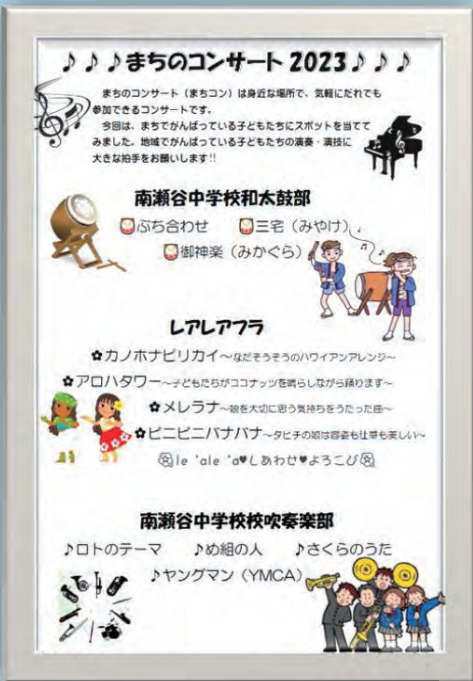 ♪♪♪まちのコンサート 2023♪♪♪
まちのコンサート（まちコン）は身近な場所で、気軽にだれでも
参加できるコンサートです。
今回は、まちでがんばっている子どもたちにスポットを当てて
みました。地域でがんばっている子どもたちの演奏・演技に
大きな拍手をお願いします!!
南瀬谷中学校和太鼓部
ぶち合わせ　三宅（みやけ）
御神楽（みかぐら）
レアレアフラ
✿カノホナピリカイ～なだそうそうのハワイアンアレンジ～
✿アロハタワー～子どもたちがココナッツを鳴らしながら踊ります～
✿メレラナ～娘を大切に思う気持ちをうたった曲～
✿ピニピニパナパナ～タヒチの娘は容姿も仕草も美しい～
le 'ale 'a♥しあわせ♥よろこび
南瀬谷中学校校吹奏楽部
♪ロトのテーマ　♪め組の人　♪さくらのうた
♪ヤングマン（YMCA）